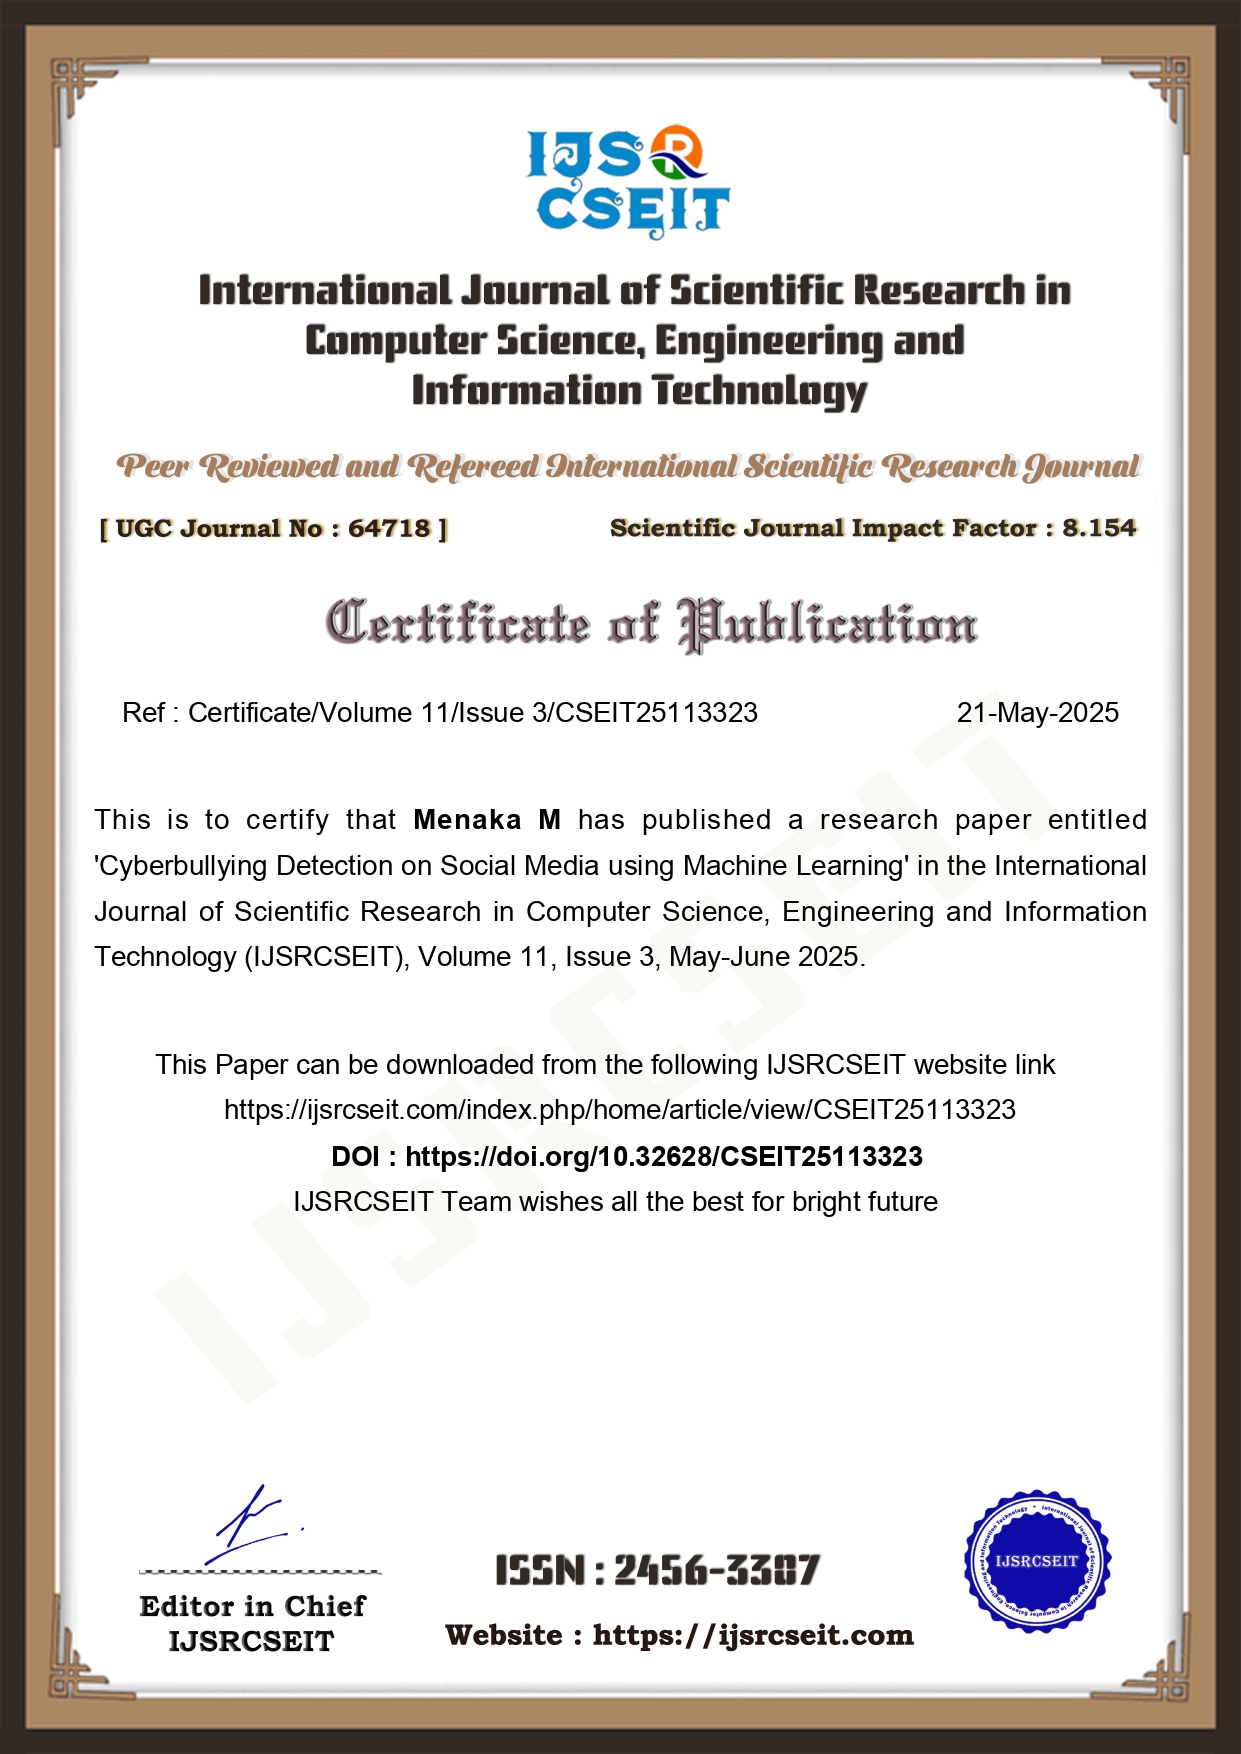 IJSR
CSEIT
International Journal of Scientific Research in
Computer Science, Engineering and
Information Technology
Peer Reviewed and Refereed International Scientific Research Journal
[ UGC Journal No : 64718 ] Scientific Journal Impact Factor : 8.154
Certificate of Publication
Ref : Certificate/Volume 11/Issue 3/CSEIT25113323 21-May-2025
This is to certify that Menaka M has published a research paper entitled
'Cyberbullying Detection on Social Media using Machine Learning' in the International
Journal of Scientific Research in Computer Science, Engineering and Information
Technology (IJSRCSEIT), Volume 11, Issue 3, May-June 2025.
This Paper can be downloaded from the following IJSRCSEIT website link
https://ijsrcseit.com/index.php/home/article/view/CSEIT25113323
DOI : https://doi.org/10.32628/CSEIT25113323
IJSRCSEIT Team wishes all the best for bright future
IJSRCSEIT
Editor in Chief
IJSRCSEIT
ISSN : 2456-3307
Website : https://ijsrcseit.com
International Journal of Scientific Research in Computer Science, Engineering and Information Technology
IJSRCSEIT